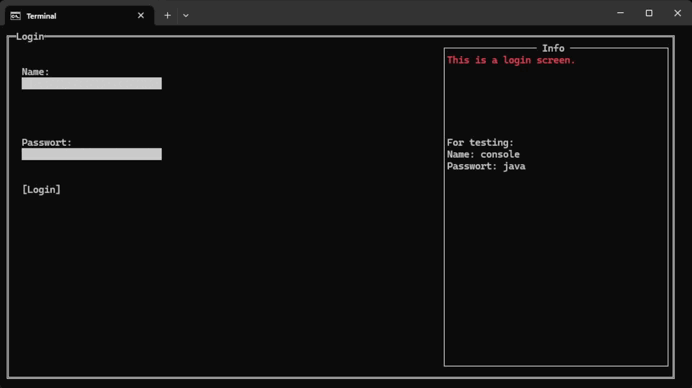 Terminal
Login
Info
This is a login screen.
Name:
Passwort:
[Login]
For testing:
Name: console
Passwort: java